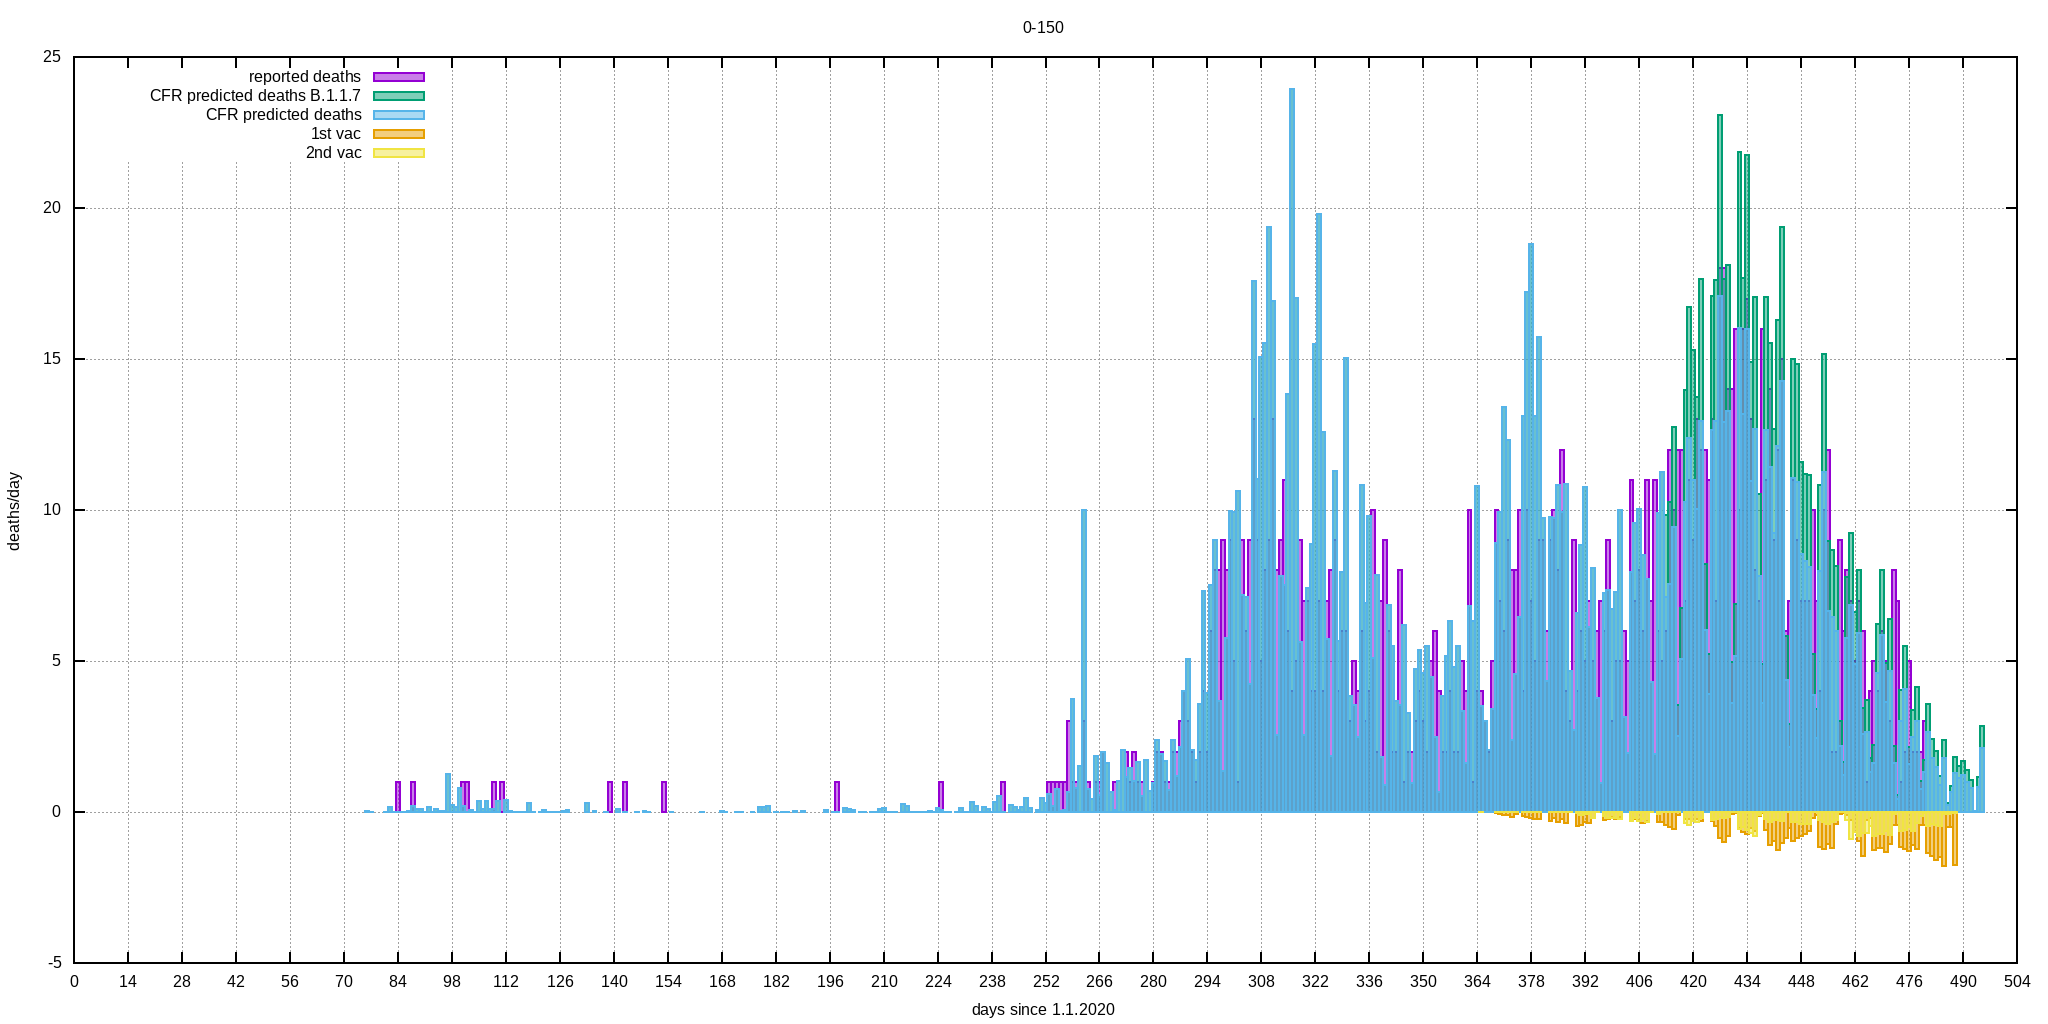 0-150
25
20
15
10
5
0
-5
deaths/day
reported deaths
CFR predicted deaths B.1.1.7
CFR predicted deaths
1st vac
2nd vac
0 14 28 42 56 70 84 98 112 126 140 154 168 182 196 210 224 238 252 266 280 294 308 322 336 350 364 378 392 406 420 434 448 462 476 490 504
days since 1.1.2020